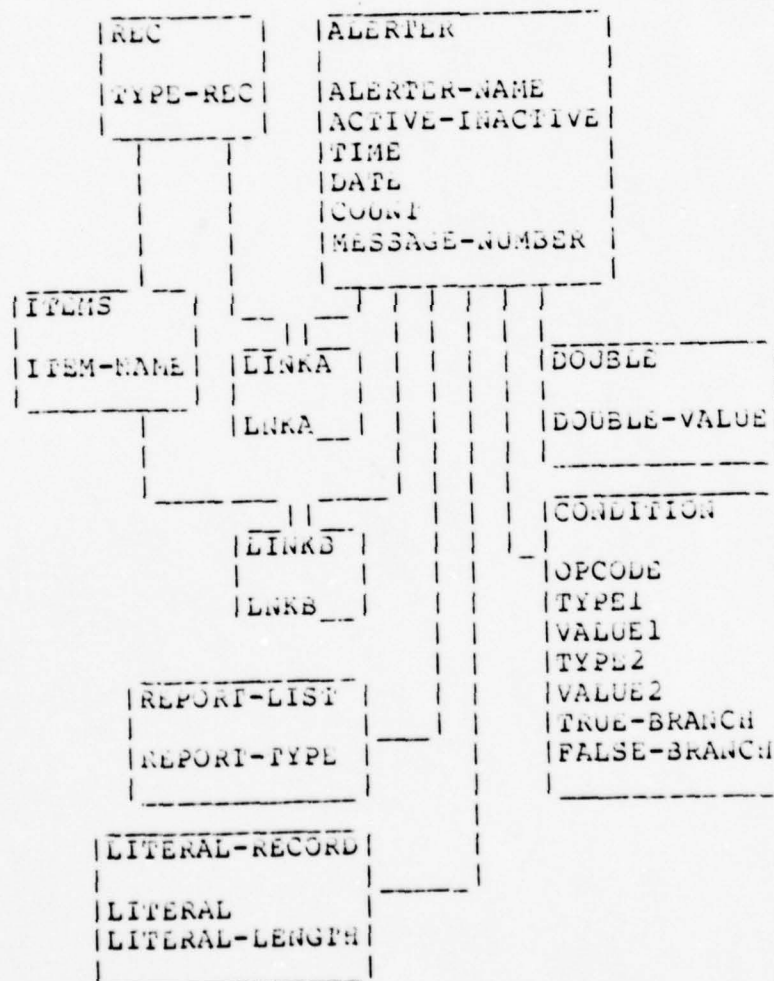 REC
TYPE-REC
ALERTER
ALERTER-NAME
ACTIVE-INACTIVE
TIME
DATE
COUNT
MESSAGE-NUMBER
ITEMS
ITEM-NAME
LINKA
LNKA
DOUBLE
DOUBLE-VALUE
LINKB
LNKB
CONDITION
OPCODE
TYPE1
VALUE1
TYPE2
VALUE2
TRUE-BRANCH
FALSE-BRANCH
REPORT-LIST
REPORT-TYPE
LITERAL-RECORD
LITERAL
LITERAL-LENGTH